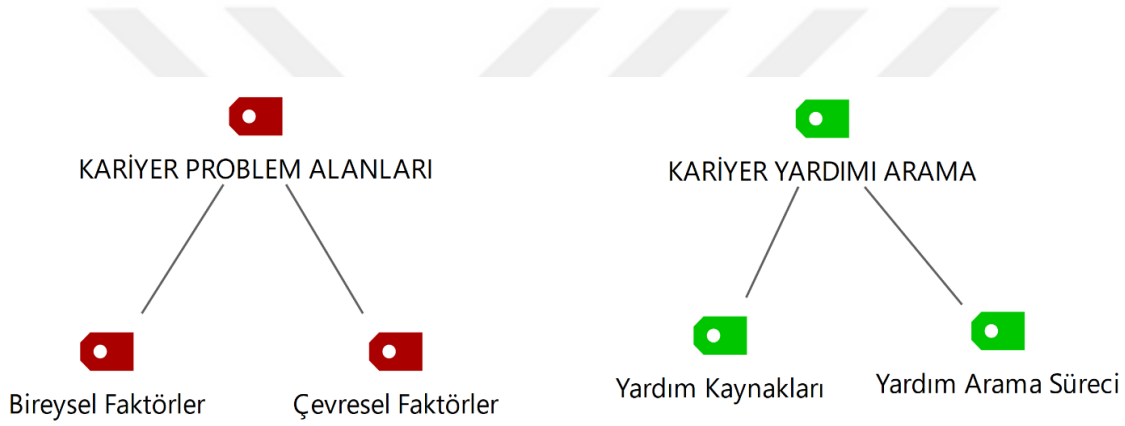 KARİYER PROBLEM ALANLARI
KARİYER YARDIMI ARAMA
Bireysel Faktörler
Çevresel Faktörler
Yardım Kaynakları
Yardım Arama Süreci